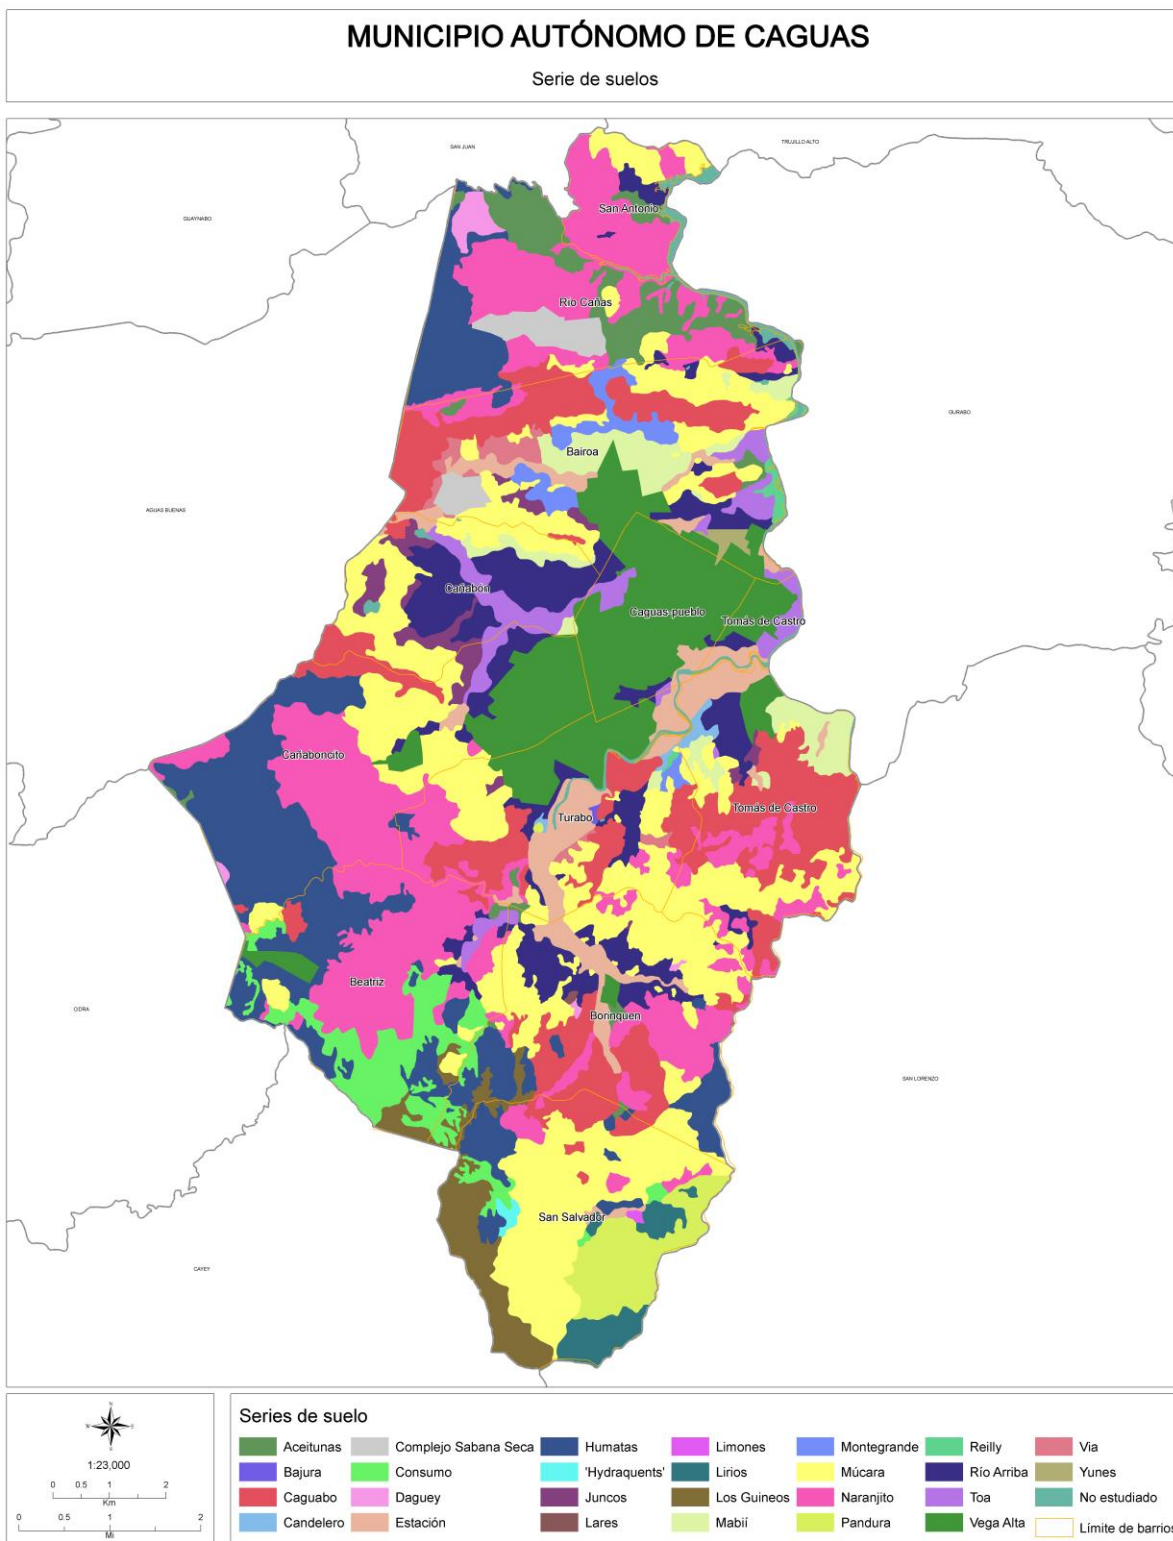 MUNICIPIO AUTÓNOMO DE CAGUAS
Serie de suelos
SAN JUAN
TRUJILLO ALTO
GUAYNABO
San Antonio
Río Cañas
GURABO
Bairoa
AGUAS BUENAS
Cañabón
Caguas pueblo
Tomás de Castro
Cañaboncito
Tomás de Castro
Turabo
Beatriz
CIDRA
Borinquen
SAN LORENZO
San Salvador
CAYEY
N
W E
S
1:23,000
0 0.5 1 2
Km
0 0.5 1 2
Mi
Series de suelo
Aceitunas Complejo Sabana Seca Humatas Limones Montegrande Reilly Via
Bajura Consumo 'Hydraquents' Lirios Múcara Río Arriba Yunes
Caguabo Daguey Juncos Los Guineos Naranjito Toa No estudiado
Candelero Estación Lares Mabií Pandura Vega Alta Límite de barrios